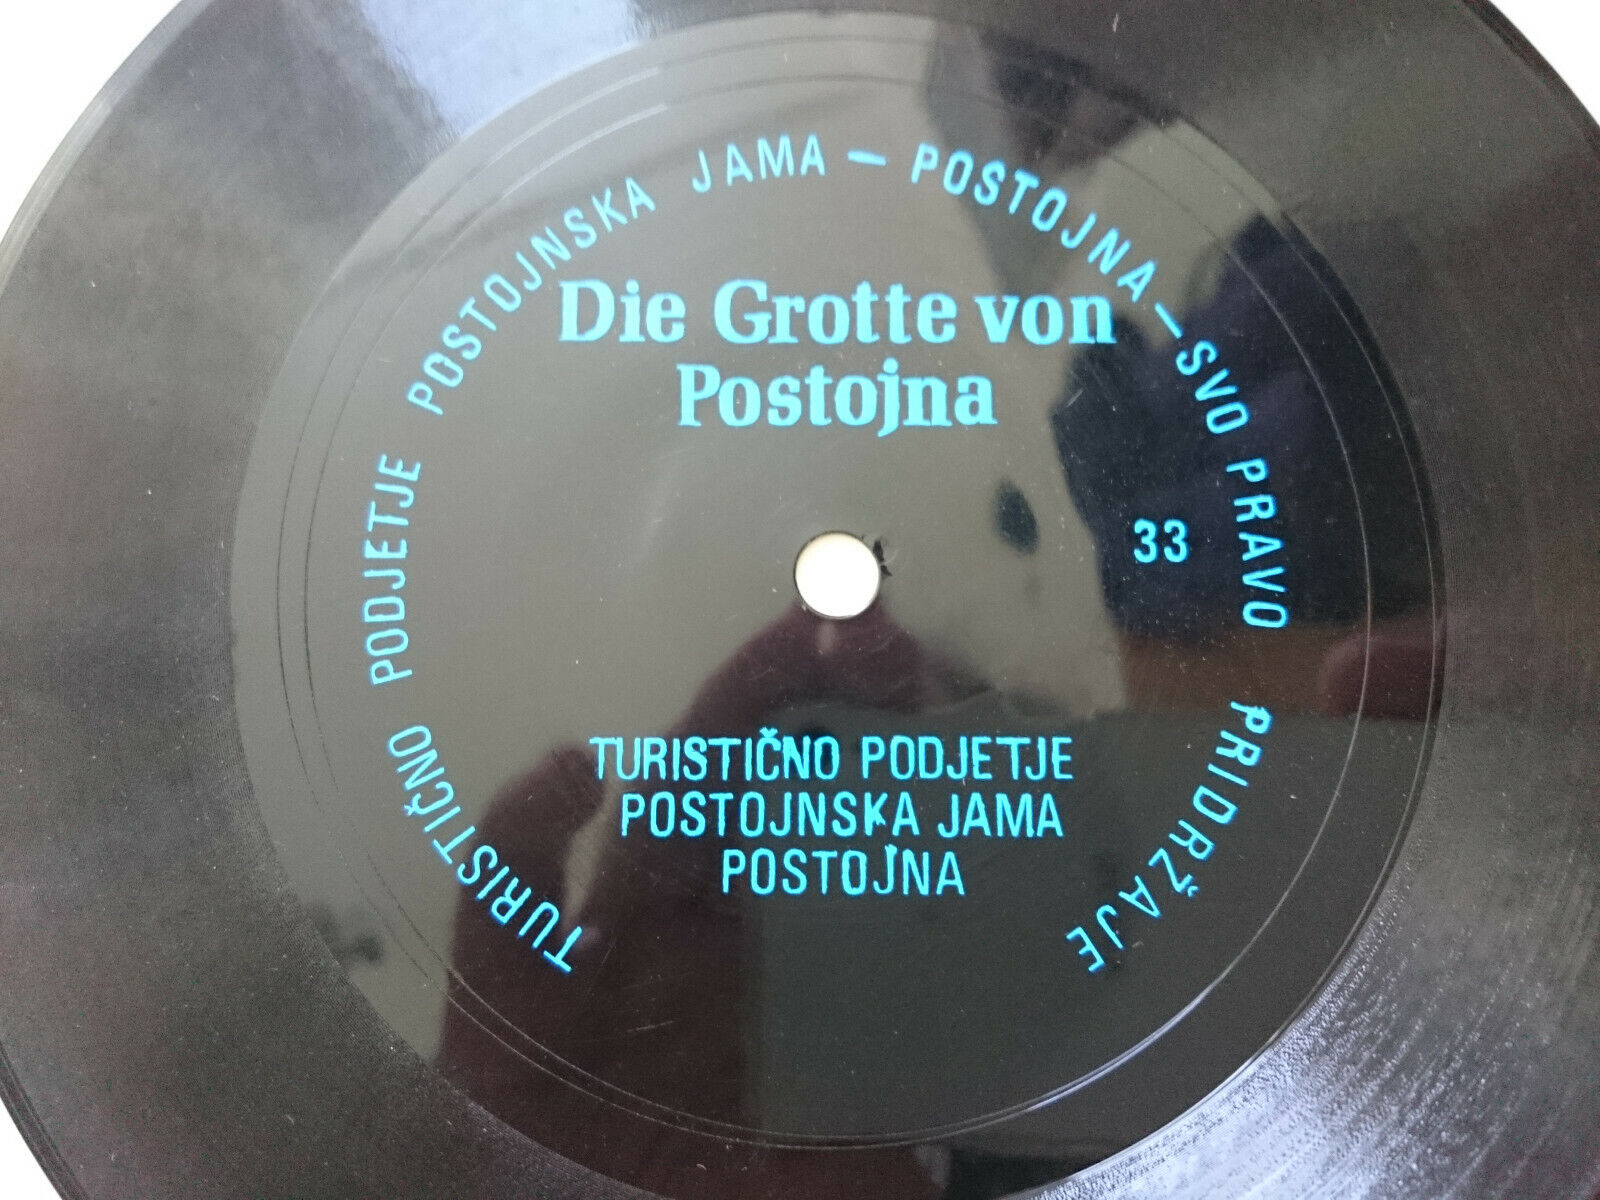 TURISTIČNO PODJETJE POSTOJNSKA JAMA – POSTOJNA – SVO PRAVO PRIDRŽAJE
Die Grotte von
Postojna
33
TURISTIČNO PODJETJE
POSTOJNSKA JAMA
POSTOJNA